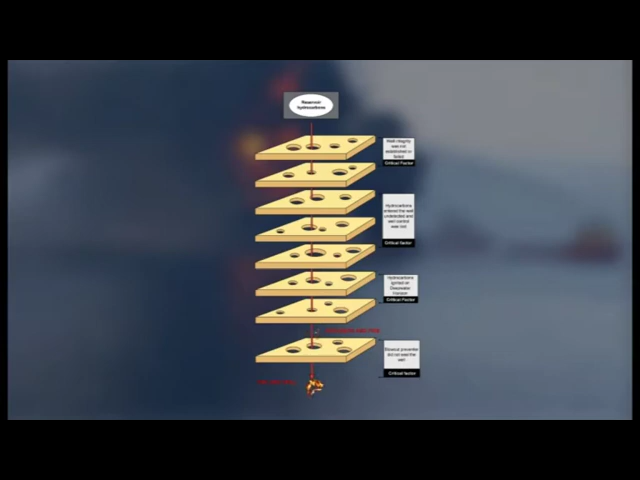 Reservoir
hydrocarbons
Well integrity
was not
established or
failed
Critical Factor
Hydrocarbons
entered the well
undetected and
well control
was lost
Critical factor
Hydrocarbons
ignited on
Deepwater
Horizon
Critical Factor
Blowout preventer
did not seal the
well
Critical factor